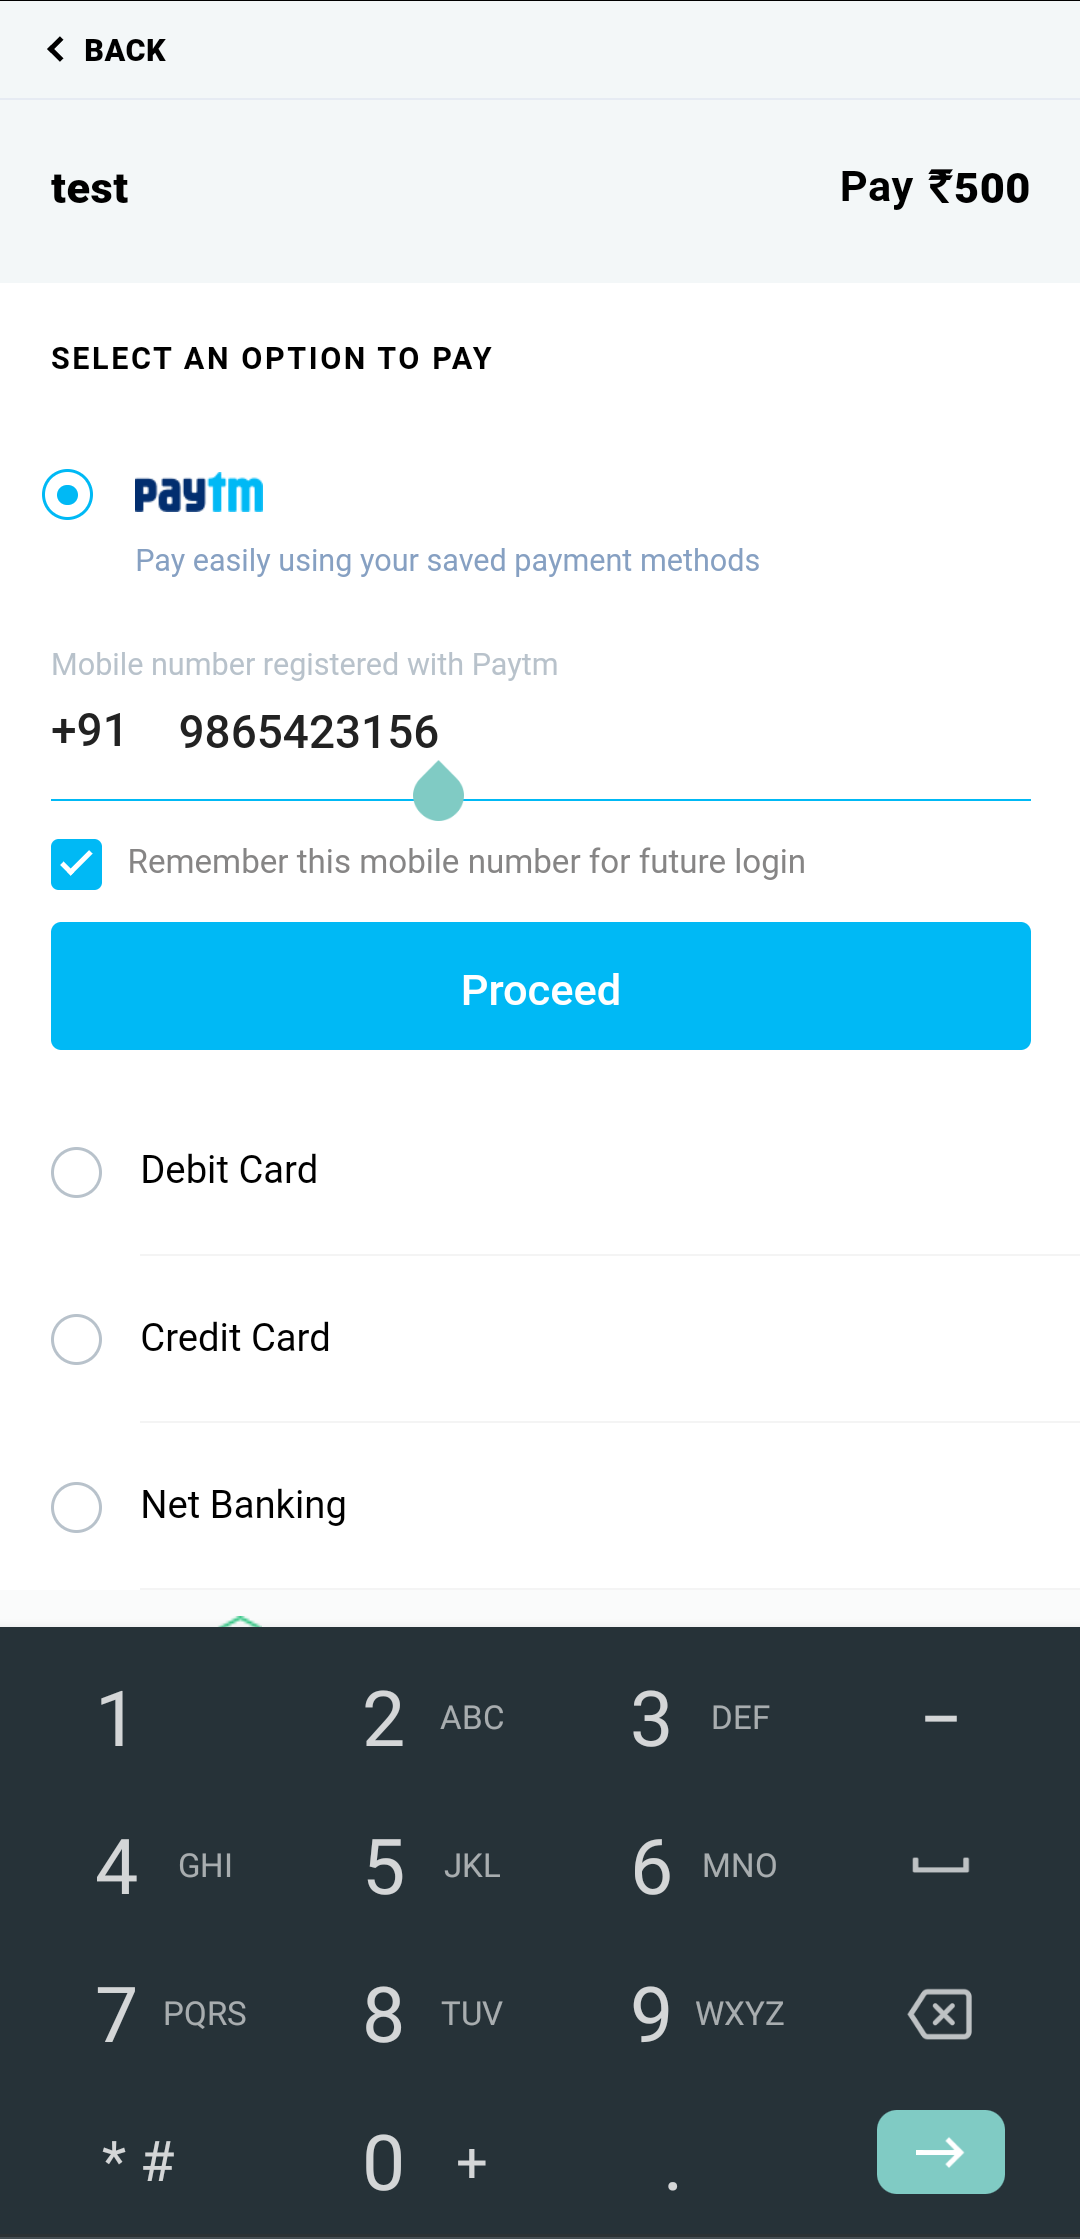 BACK
test
Pay ₹500
SELECT AN OPTION TO PAY
paytm
Pay easily using your saved payment methods
Mobile number registered with Paytm
+91 9865423156
Remember this mobile number for future login
Proceed
Debit Card
Credit Card
Net Banking
1 2 ABC 3 DEF –
4 GHI 5 JKL 6 MNO
7 PQRS 8 TUV 9 WXYZ
* # 0 + .